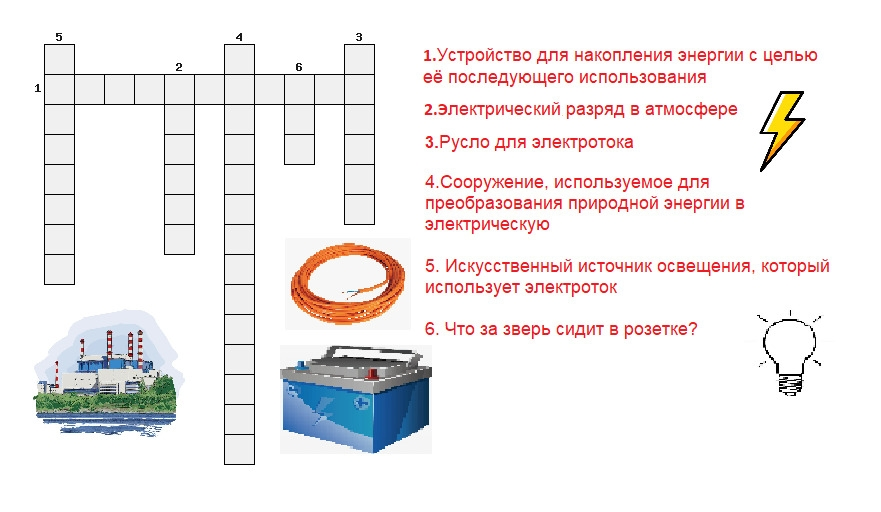 5
4
3
2
6
1
1.Устройство для накопления энергии с целью
её последующего использования
2.Электрический разряд в атмосфере
3.Русло для электротока
4.Сооружение, используемое для
преобразования природной энергии в
электрическую
5. Искусственный источник освещения, который
использует электроток
6. Что за зверь сидит в розетке?